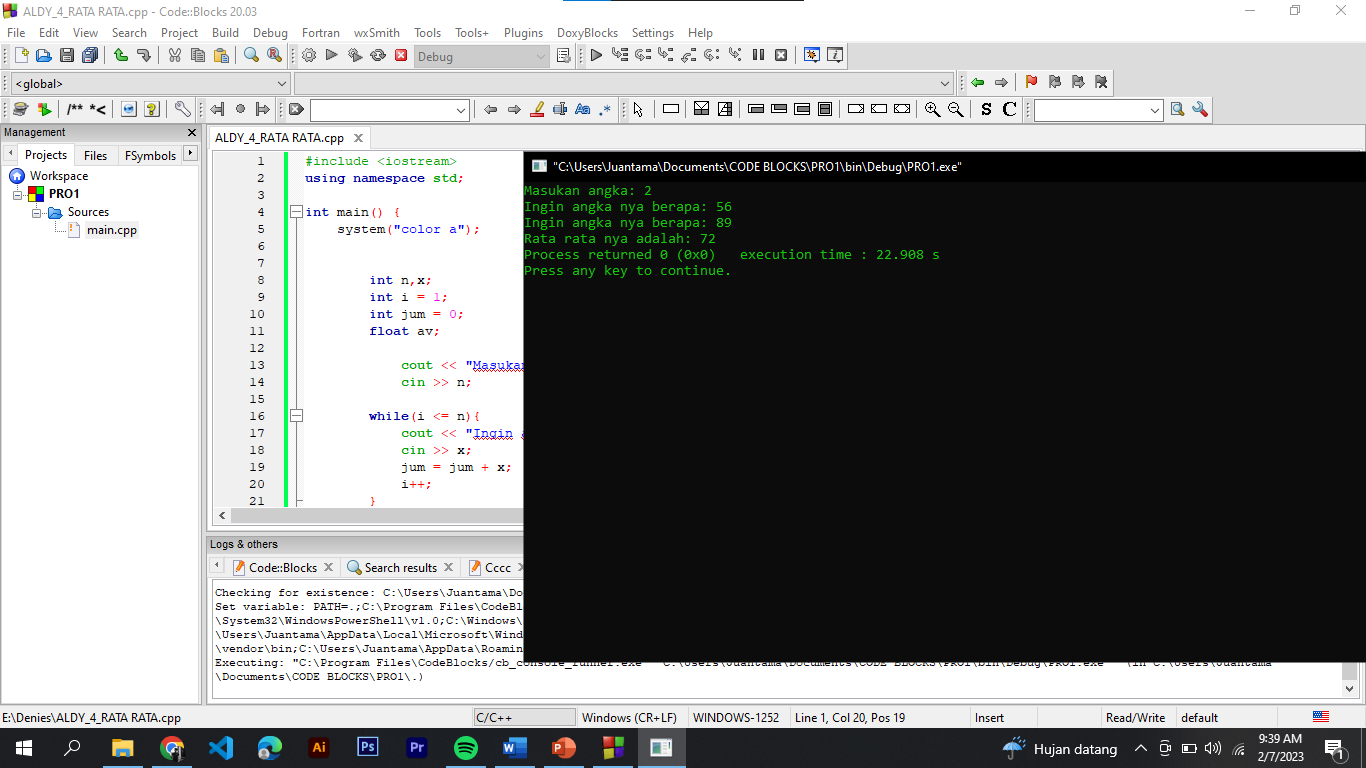 ALDY_4_RATA RATA.cpp - Code::Blocks 20.03
File Edit View Search Project Build Debug Fortran wxSmith Tools Tools+ Plugins DoxyBlocks Settings Help
Debug
<global>
/** *< Aa .* S C
Management
Projects Files FSymbols
Workspace
PRO1
Sources
main.cpp
ALDY_4_RATA RATA.cpp
1 #include <iostream>
2 using namespace std;
3
4 int main() {
5 system("color a");
6
7
8 int n,x;
9 int i = 1;
10 int jum = 0;
11 float av;
12
13 cout << "Masukan
14 cin >> n;
15
16 while(i <= n){
17 cout << "Ingin
18 cin >> x;
19 jum = jum + x;
20 i++;
21 }
"C:\Users\Juantama\Documents\CODE BLOCKS\PRO1\bin\Debug\PRO1.exe"
Masukan angka: 2
Ingin angka nya berapa: 56
Ingin angka nya berapa: 89
Rata rata nya adalah: 72
Process returned 0 (0x0) execution time : 22.908 s
Press any key to continue.
Logs & others
Code::Blocks Search results Cccc
Checking for existence: C:\Users\Juantama\Do
Set variable: PATH=.;C:\Program Files\CodeBl
\System32\WindowsPowerShell\v1.0;C:\Windows\
\Users\Juantama\AppData\Local\Microsoft\Wind
\vendor\bin;C:\Users\Juantama\AppData\Roamin
Executing: "C:\Program Files\CodeBlocks/cb_console_runner.exe" "C:\Users\Juantama\Documents\CODE BLOCKS\PRO1\bin\Debug\PRO1.exe" (in C:\Users\Juantama
\Documents\CODE BLOCKS\PRO1\.)
E:\Denies\ALDY_4_RATA RATA.cpp C/C++ Windows (CR+LF) WINDOWS-1252 Line 1, Col 20, Pos 19 Insert Read/Write default
Ai Ps Pr Hujan datang 9:39 AM
2/7/2023
1